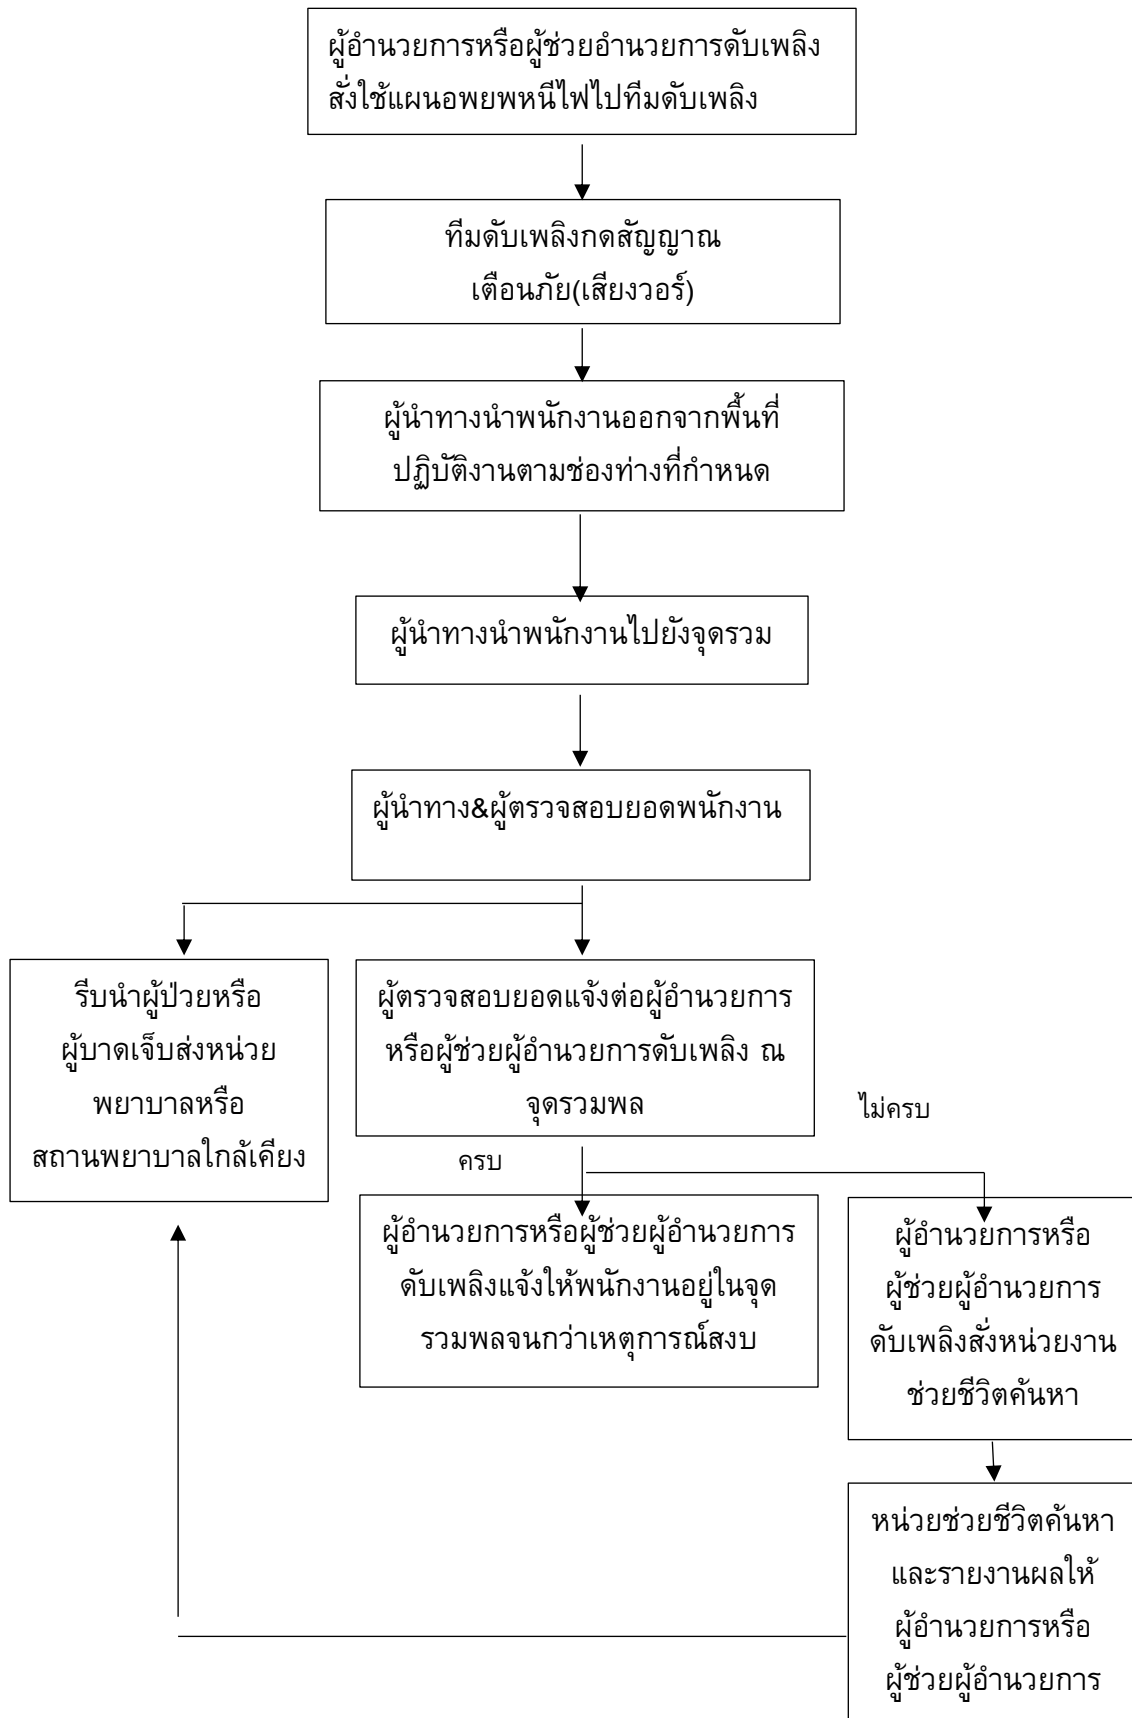 ผู้อำนวยการหรือผู้ช่วยอำนวยการดับเพลิง
สั่งใช้แผนอพยพหนีไฟไปทีมดับเพลิง
ทีมดับเพลิงกดสัญญาณ
เตือนภัย(เสียงวอร์)
ผู้นำทางนำพนักงานออกจากพื้นที่
ปฏิบัติงานตามช่องท่างที่กำหนด
ผู้นำทางนำพนักงานไปยังจุดรวม
ผู้นำทาง&ผู้ตรวจสอบยอดพนักงาน
รีบนำผู้ป่วยหรือ
ผู้บาดเจ็บส่งหน่วย
พยาบาลหรือ
สถานพยาบาลใกล้เคียง
ผู้ตรวจสอบยอดแจ้งต่อผู้อำนวยการ
หรือผู้ช่วยผู้อำนวยการดับเพลิง ณ
จุดรวมพล
ไม่ครบ
ครบ
ผู้อำนวยการหรือผู้ช่วยผู้อำนวยการ
ดับเพลิงแจ้งให้พนักงานอยู่ในจุด
รวมพลจนกว่าเหตุการณ์สงบ
ผู้อำนวยการหรือ
ผู้ช่วยผู้อำนวยการ
ดับเพลิงสั่งหน่วยงาน
ช่วยชีวิตค้นหา
หน่วยช่วยชีวิตค้นหา
และรายงานผลให้
ผู้อำนวยการหรือ
ผู้ช่วยผู้อำนวยการ